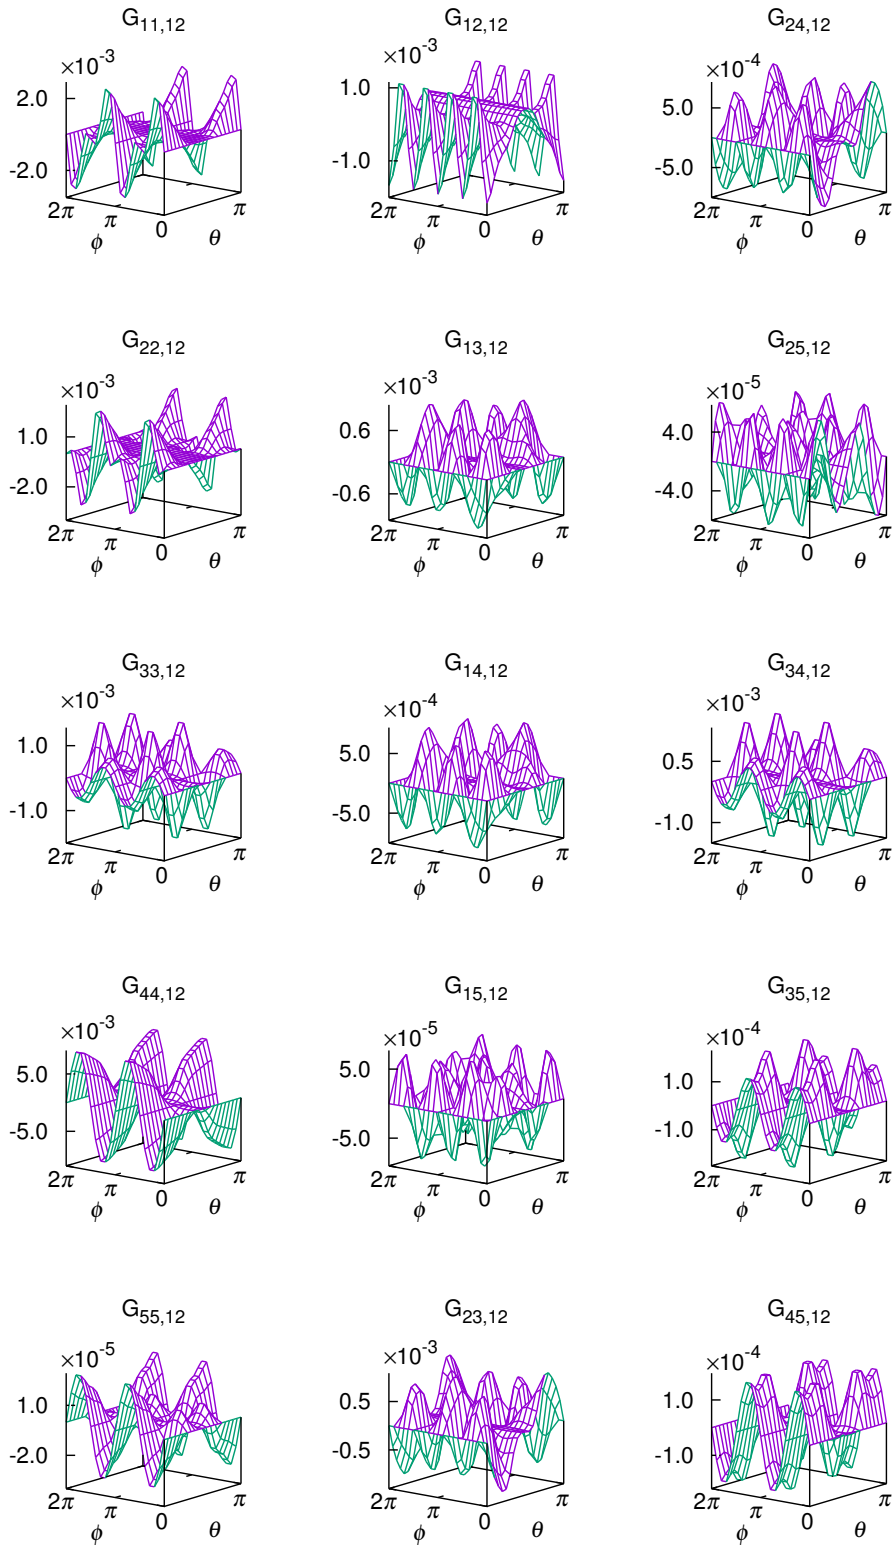 G11,12 G12,12 G24,12
×10-3 ×10-3 ×10-4
2.0 1.0 5.0
-2.0 -1.0 -5.0
2π ϕ 0 θ π 2π ϕ 0 θ π 2π ϕ 0 θ π
G22,12 G13,12 G25,12
×10-3 ×10-3 ×10-5
1.0 0.6 4.0
-2.0 -0.6 -4.0
2π ϕ π 0 θ π 2π ϕ π 0 θ π 2π ϕ π 0 θ π
G33,12 G14,12 G34,12
×10-3 ×10-4 ×10-3
1.0 5.0 0.5
-1.0 -5.0 -1.0
2π ϕ π 0 θ π 2π ϕ π 0 θ π 2π ϕ π 0 θ π
G44,12 G15,12 G35,12
×10-3 ×10-5 ×10-4
5.0 5.0 1.0
-5.0 -5.0 -1.0
2π ϕ π 0 θ π 2π ϕ π 0 θ π 2π ϕ π 0 θ π
G55,12 G23,12 G45,12
×10-5 ×10-3 ×10-4
1.0 0.5 1.0
-2.0 -0.5 -1.0
2π ϕ π 0 θ π 2π ϕ π 0 θ π 2π ϕ π 0 θ π